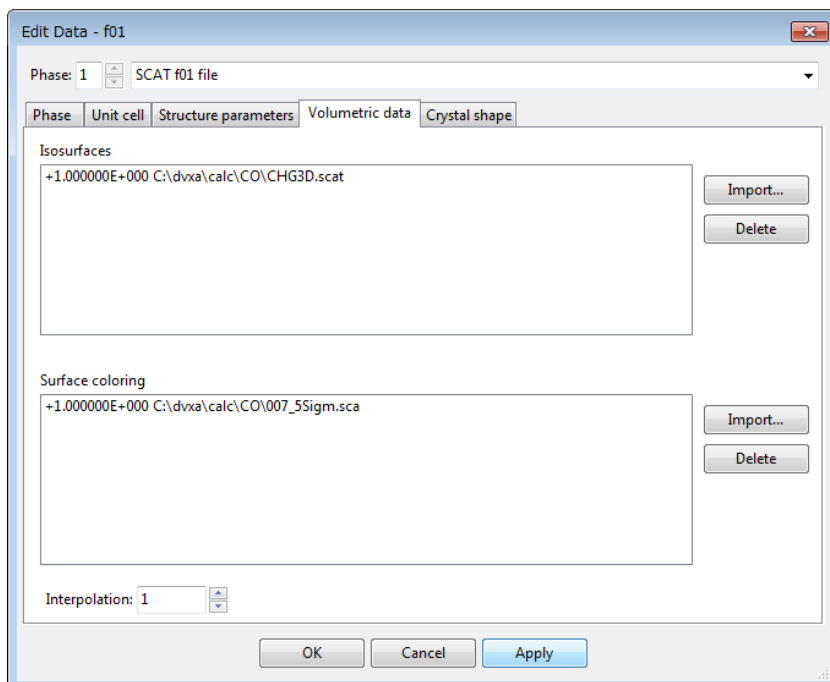 Edit Data - f01
Phase: 1 SCAT f01 file
Phase Unit cell Structure parameters Volumetric data Crystal shape
Isosurfaces
+1.000000E+000 C:\dvxa\calc\CO\CHG3D.scat
Import...
Delete
Surface coloring
+1.000000E+000 C:\dvxa\calc\CO\007_5Sigm.sca
Import...
Delete
Interpolation: 1
OK Cancel Apply